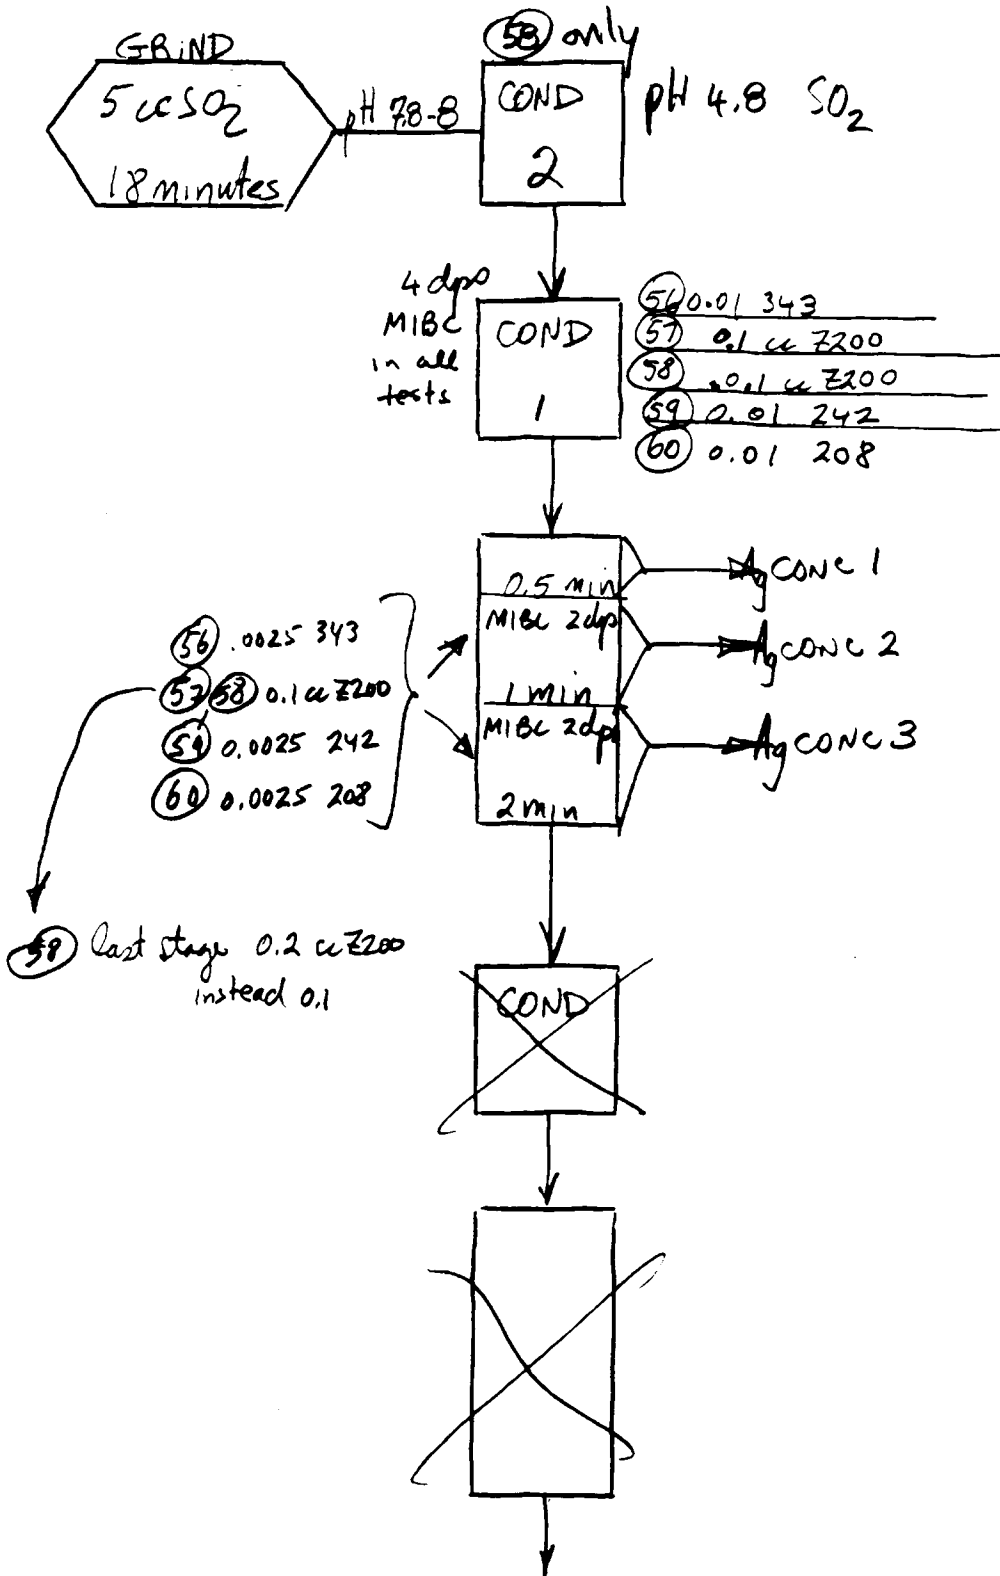 GRIND
5 cc SO2
18 minutes
pH 7.8-8
58 only
COND
2
pH 4.8 SO2
4 dps
MIBC
in all
tests
COND
1
56 0.01 343
57 0.1 cc Z200
58 .0.1 cc Z200
59 0.01 242
60 0.01 208
0.5 min
MIBC 2dps
1 min
MIBC 2dps
2 min
Ag CONC 1
Ag CONC 2
Ag CONC 3
56 .0025 343
57 58 0.1 cc Z200
59 0.0025 242
60 0.0025 208
58 last stage 0.2 cc Z200
instead 0.1
COND